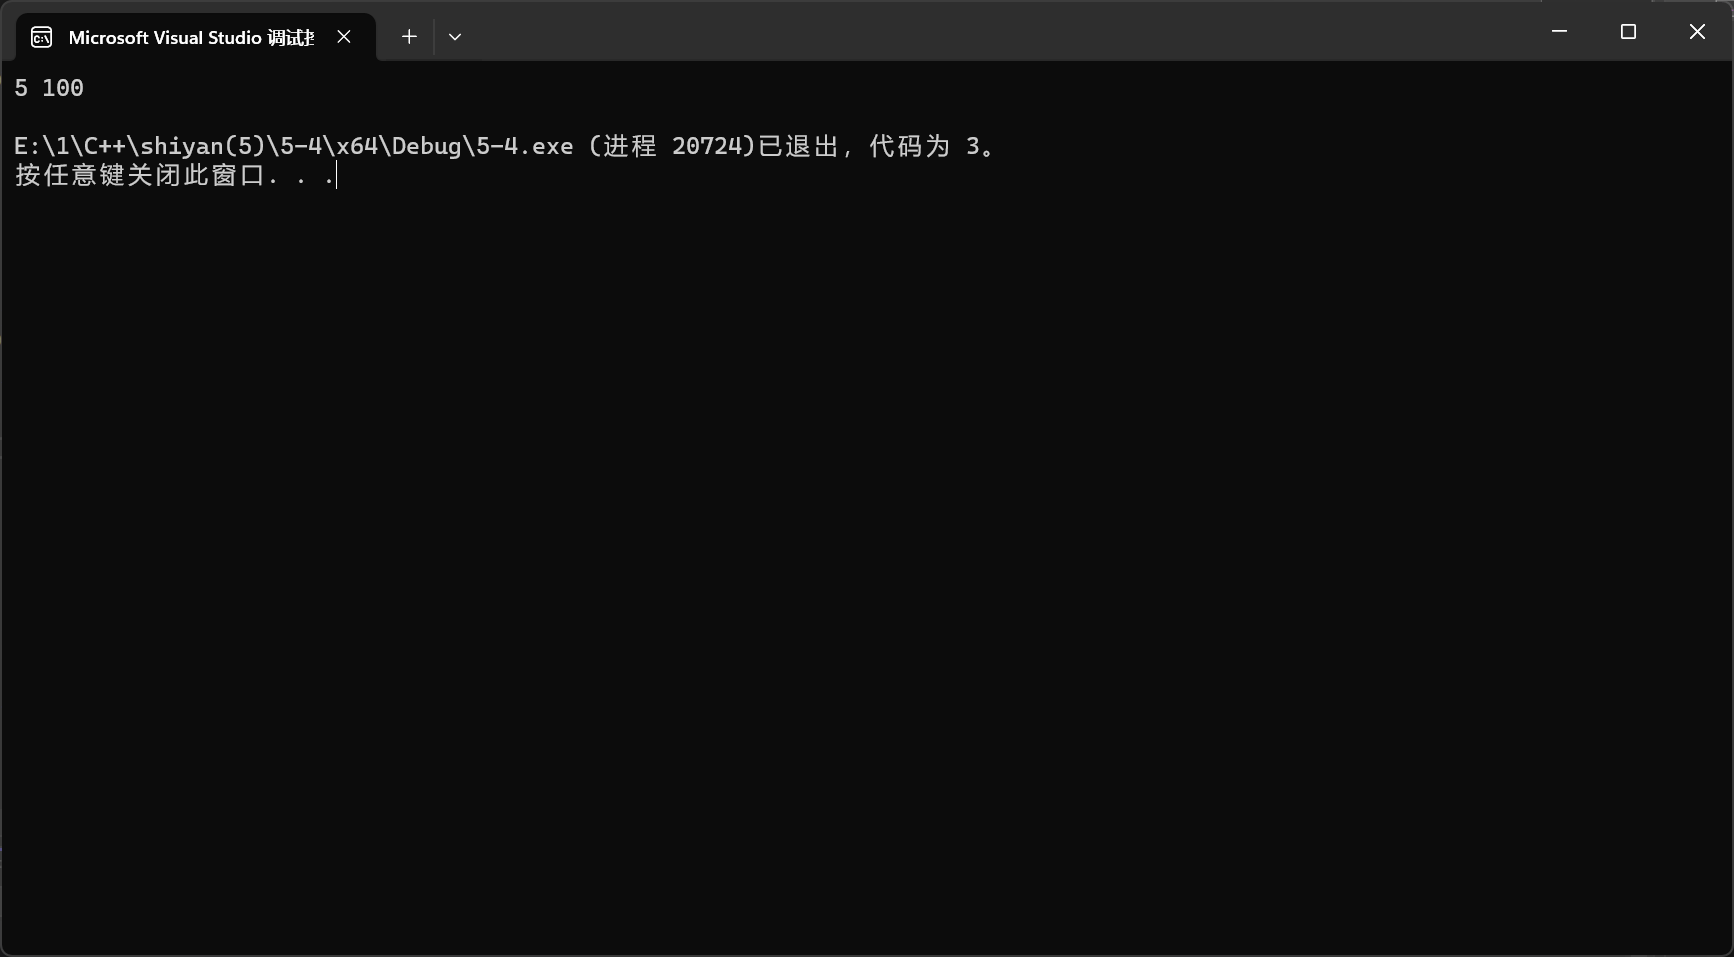 Microsoft Visual Studio 调试
5 100
E:\1\C++\shiyan(5)\5-4\x64\Debug\5-4.exe (进程 20724)已退出，代码为 3。
按任意键关闭此窗口. . .